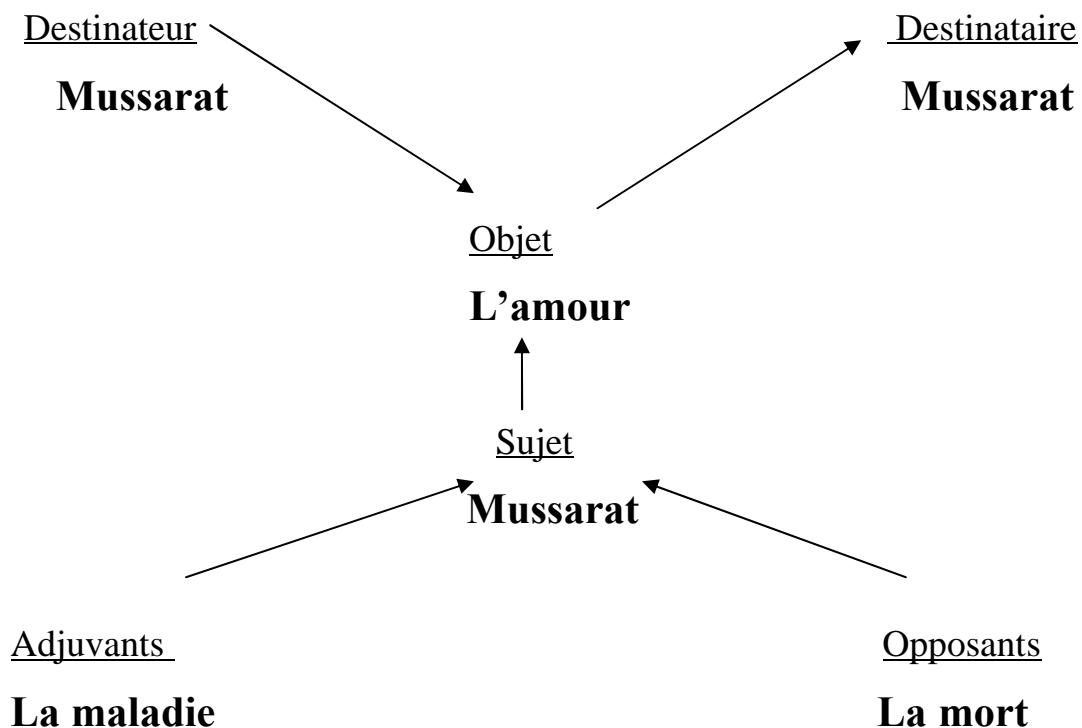 Destinateur Destinataire
Mussarat Mussarat
Objet
L’amour
Sujet
Mussarat
Adjuvants Opposants
La maladie La mort